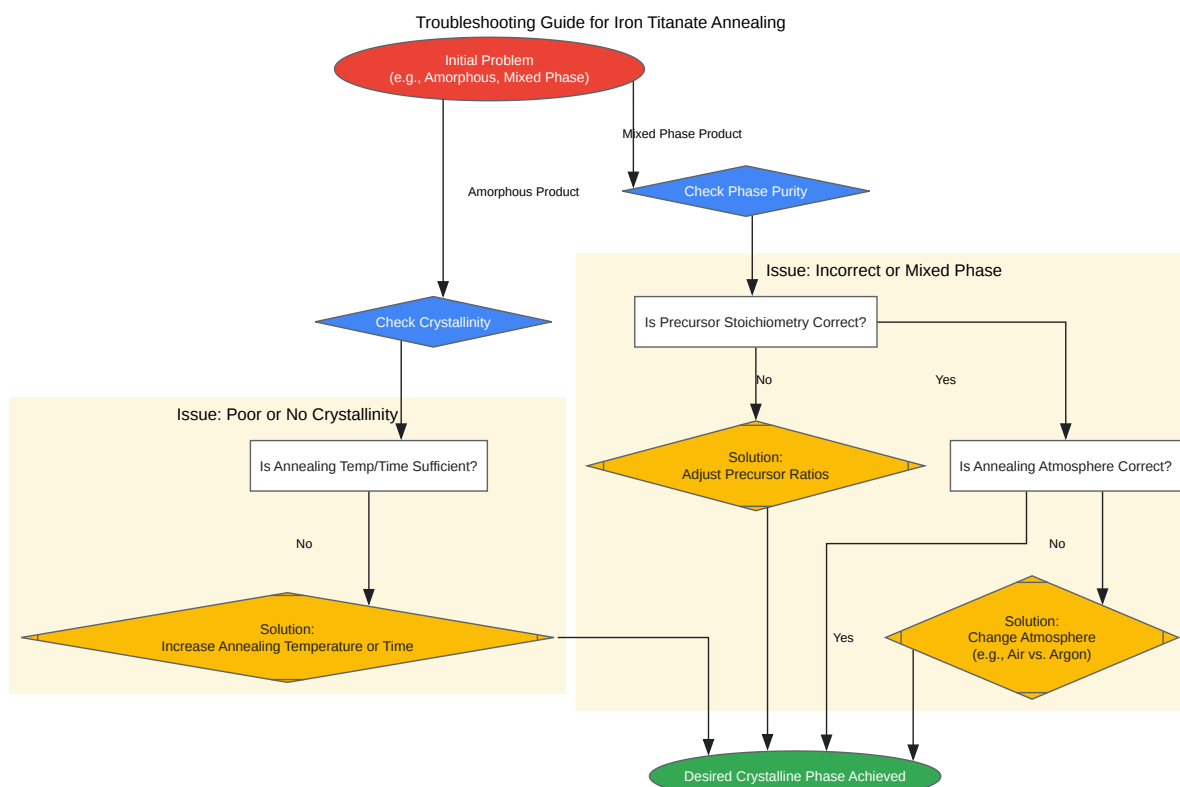 Troubleshooting Guide for Iron Titanate Annealing
Initial Problem
(e.g., Amorphous, Mixed Phase)
Mixed Phase Product
Amorphous Product
Check Phase Purity
Issue: Incorrect or Mixed Phase
Is Precursor Stoichiometry Correct?
Check Crystallinity
No
Yes
Issue: Poor or No Crystallinity
Is Annealing Temp/Time Sufficient?
Solution:
Adjust Precursor Ratios
Is Annealing Atmosphere Correct?
No
No
Solution:
Increase Annealing Temperature or Time
Yes
Solution:
Change Atmosphere
(e.g., Air vs. Argon)
Desired Crystalline Phase Achieved